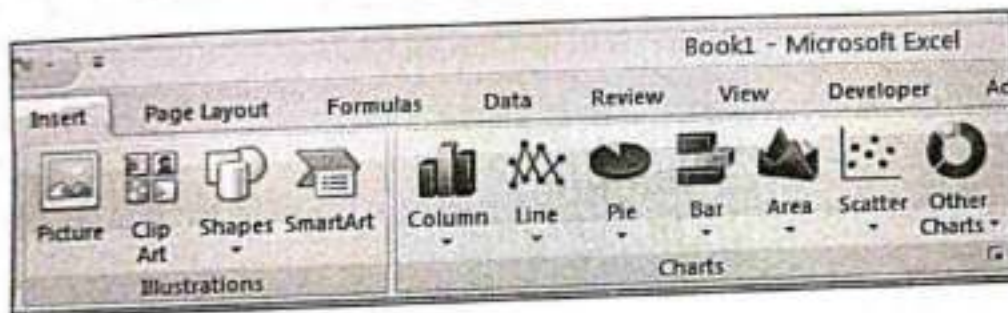 Book1 - Microsoft Excel
Insert Page Layout Formulas Data Review View Developer
Picture Clip Art Shapes SmartArt Column Line Pie Bar Area Scatter Other Charts
Illustrations Charts